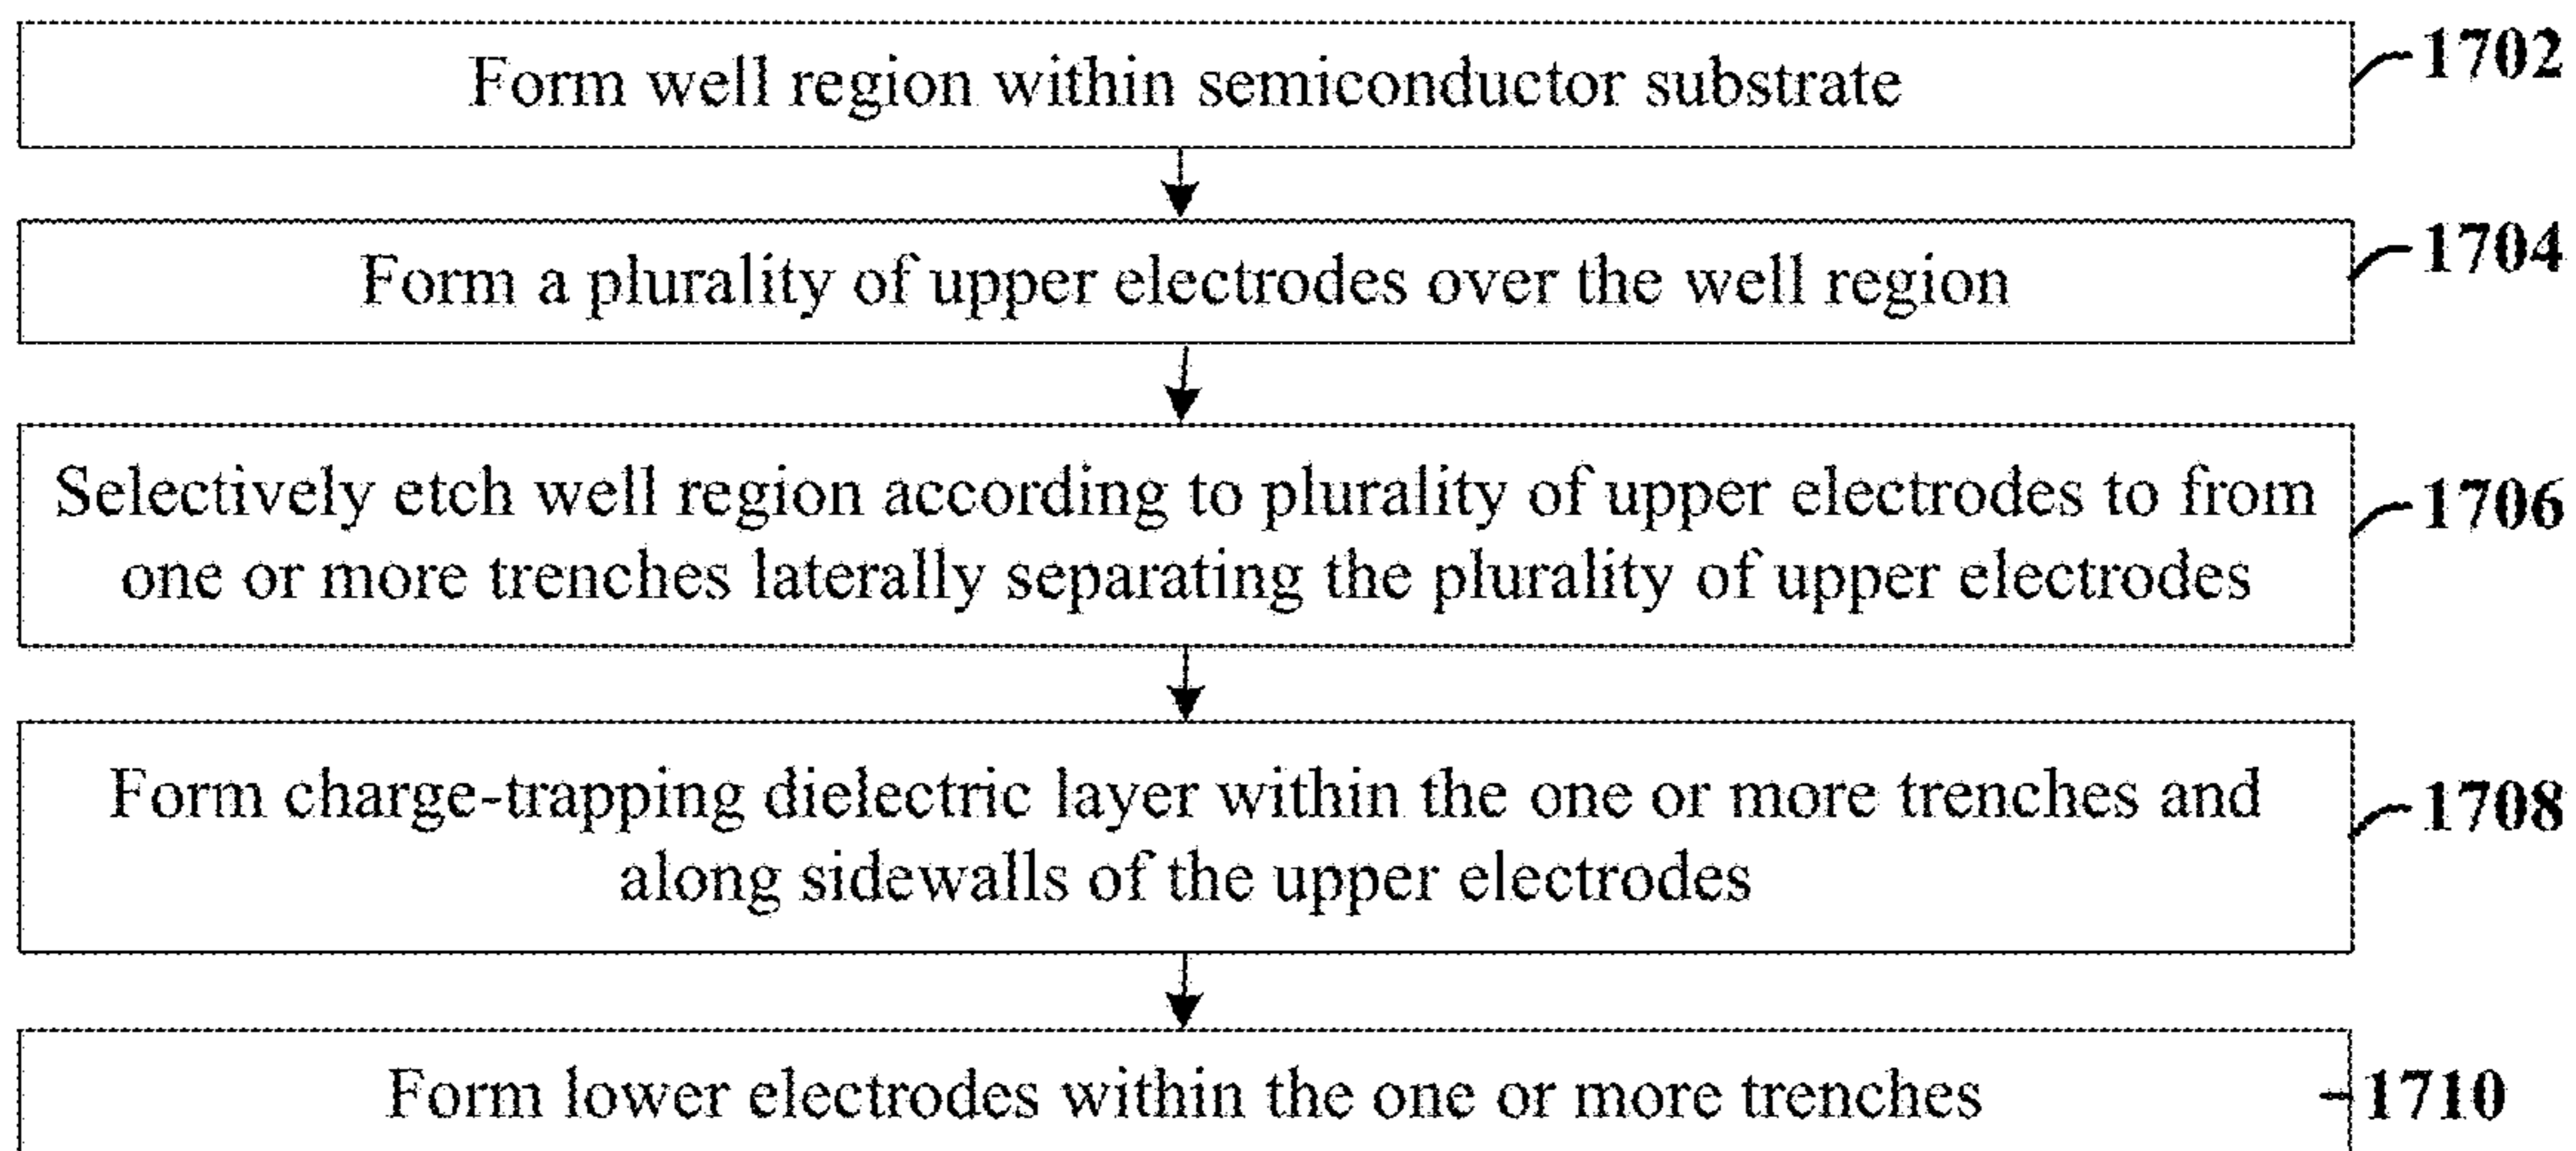 Form well region within semiconductor substrate
1702
Form a plurality of upper electrodes over the well region
1704
Selectively etch well region according to plurality of upper electrodes to from
one or more trenches laterally separating the plurality of upper electrodes
1706
Form charge-trapping dielectric layer within the one or more trenches and
along sidewalls of the upper electrodes
1708
Form lower electrodes within the one or more trenches
1710